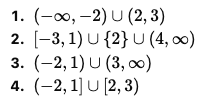 1. (−∞, −2) ∪ (2, 3)
2. [−3, 1) ∪ {2} ∪ (4, ∞)
3. (−2, 1) ∪ (3, ∞)
4. (−2, 1] ∪ [2, 3)